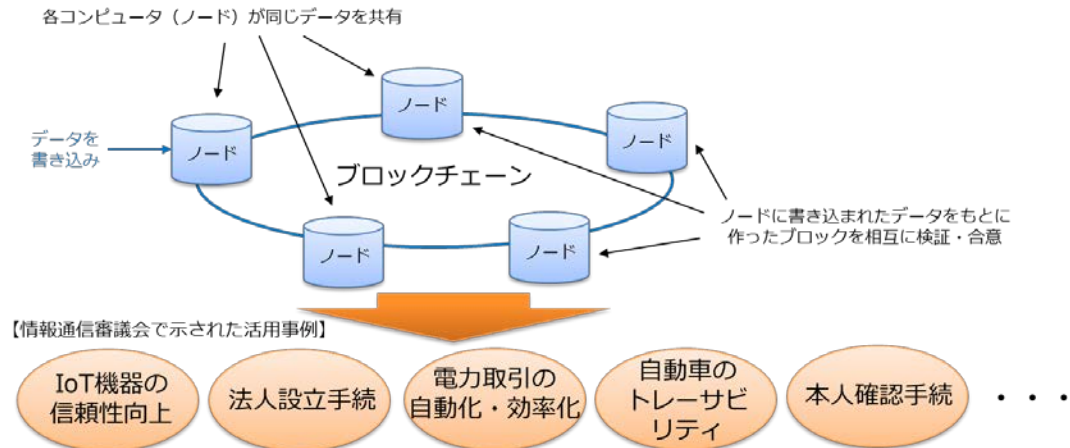 各コンピュータ（ノード）が同じデータを共有
ノード
ノード
ノード
データを
書き込み
ブロックチェーン
ノードに書き込まれたデータをもとに
作ったブロックを相互に検証・合意
ノード
ノード
【情報通信審議会で示された活用事例】
IoT機器の
信頼性向上
法人設立手続
電力取引の
自動化・効率化
自動車の
トレーサビ
リティ
本人確認手続
・・・